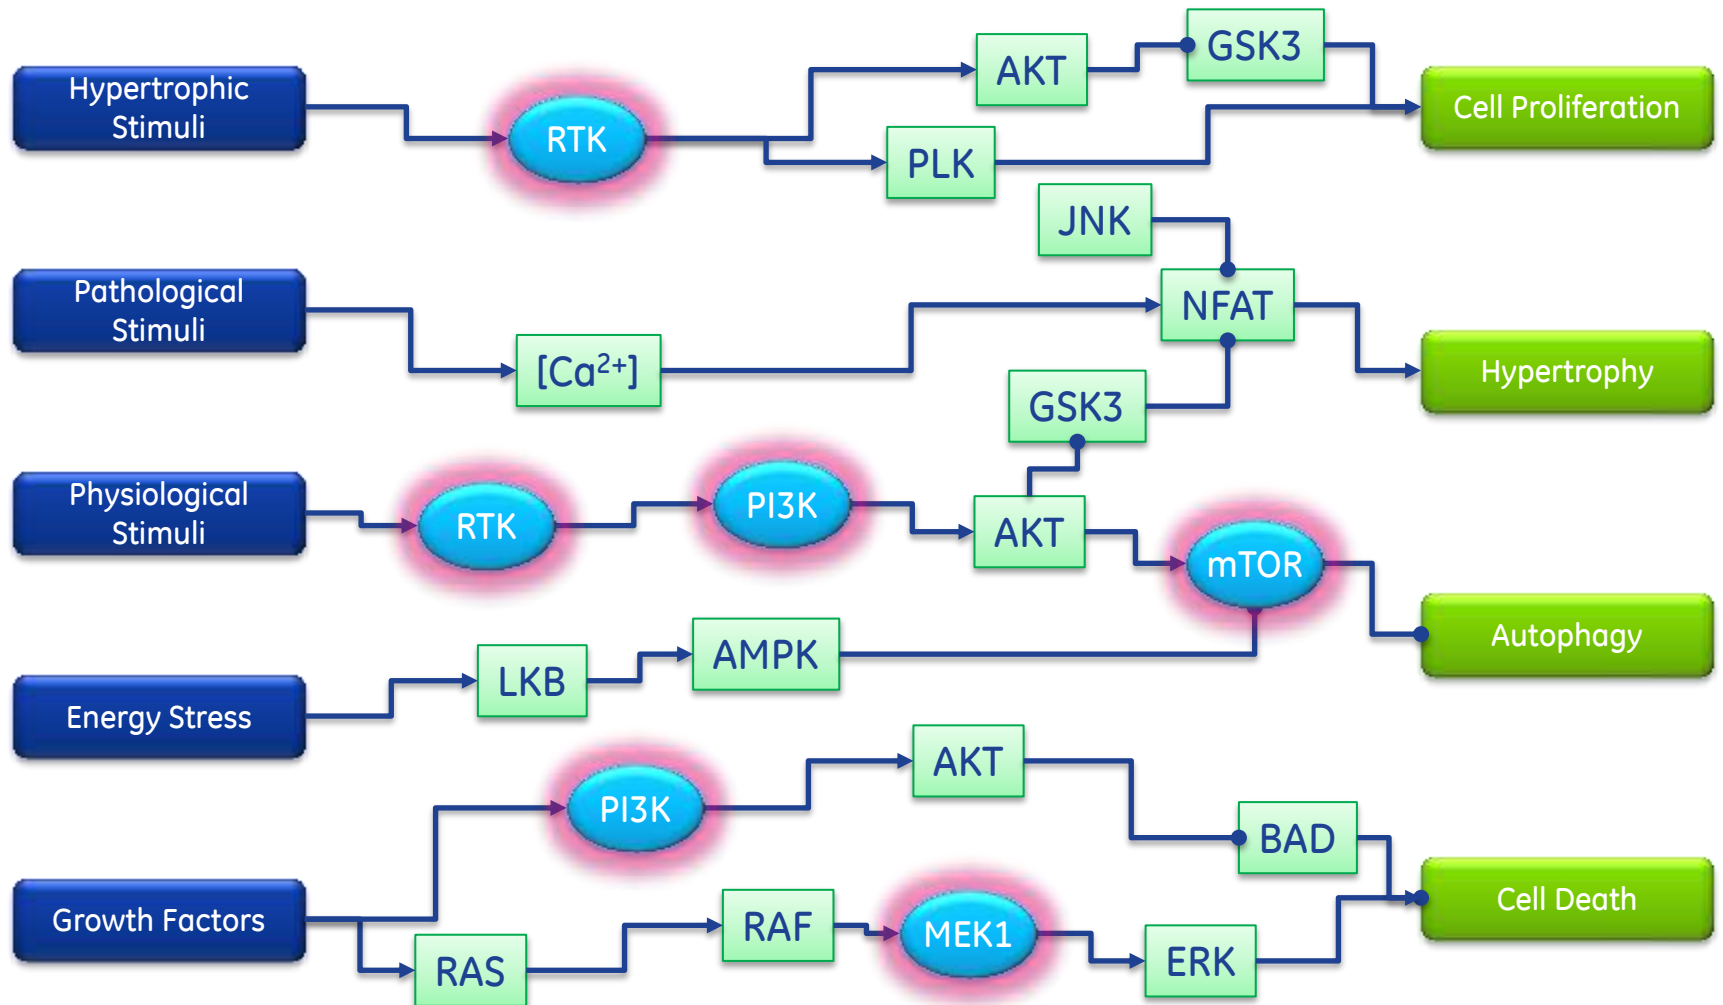 Hypertrophic
Stimuli
RTK
AKT
GSK3
PLK
Cell Proliferation
JNK
Pathological
Stimuli
[Ca²⁺]
NFAT
GSK3
Hypertrophy
Physiological
Stimuli
RTK
PI3K
AKT
mTOR
Autophagy
Energy Stress
LKB
AMPK
Growth Factors
PI3K
AKT
BAD
RAS
RAF
MEK1
ERK
Cell Death